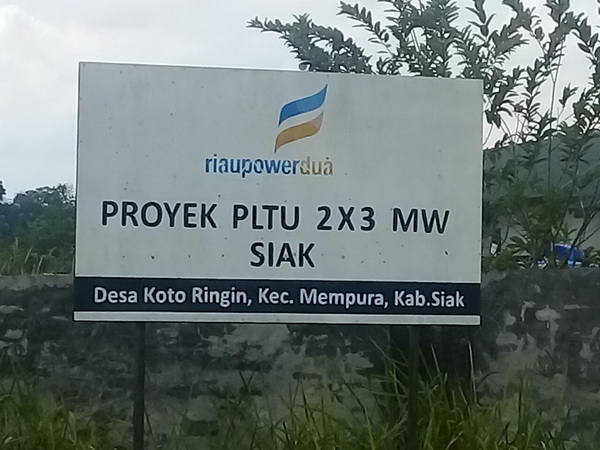 riaupowerdua
PROYEK PLTU 2X3 MW
SIAK
Desa Koto Ringin, Kec. Mempura, Kab.Siak